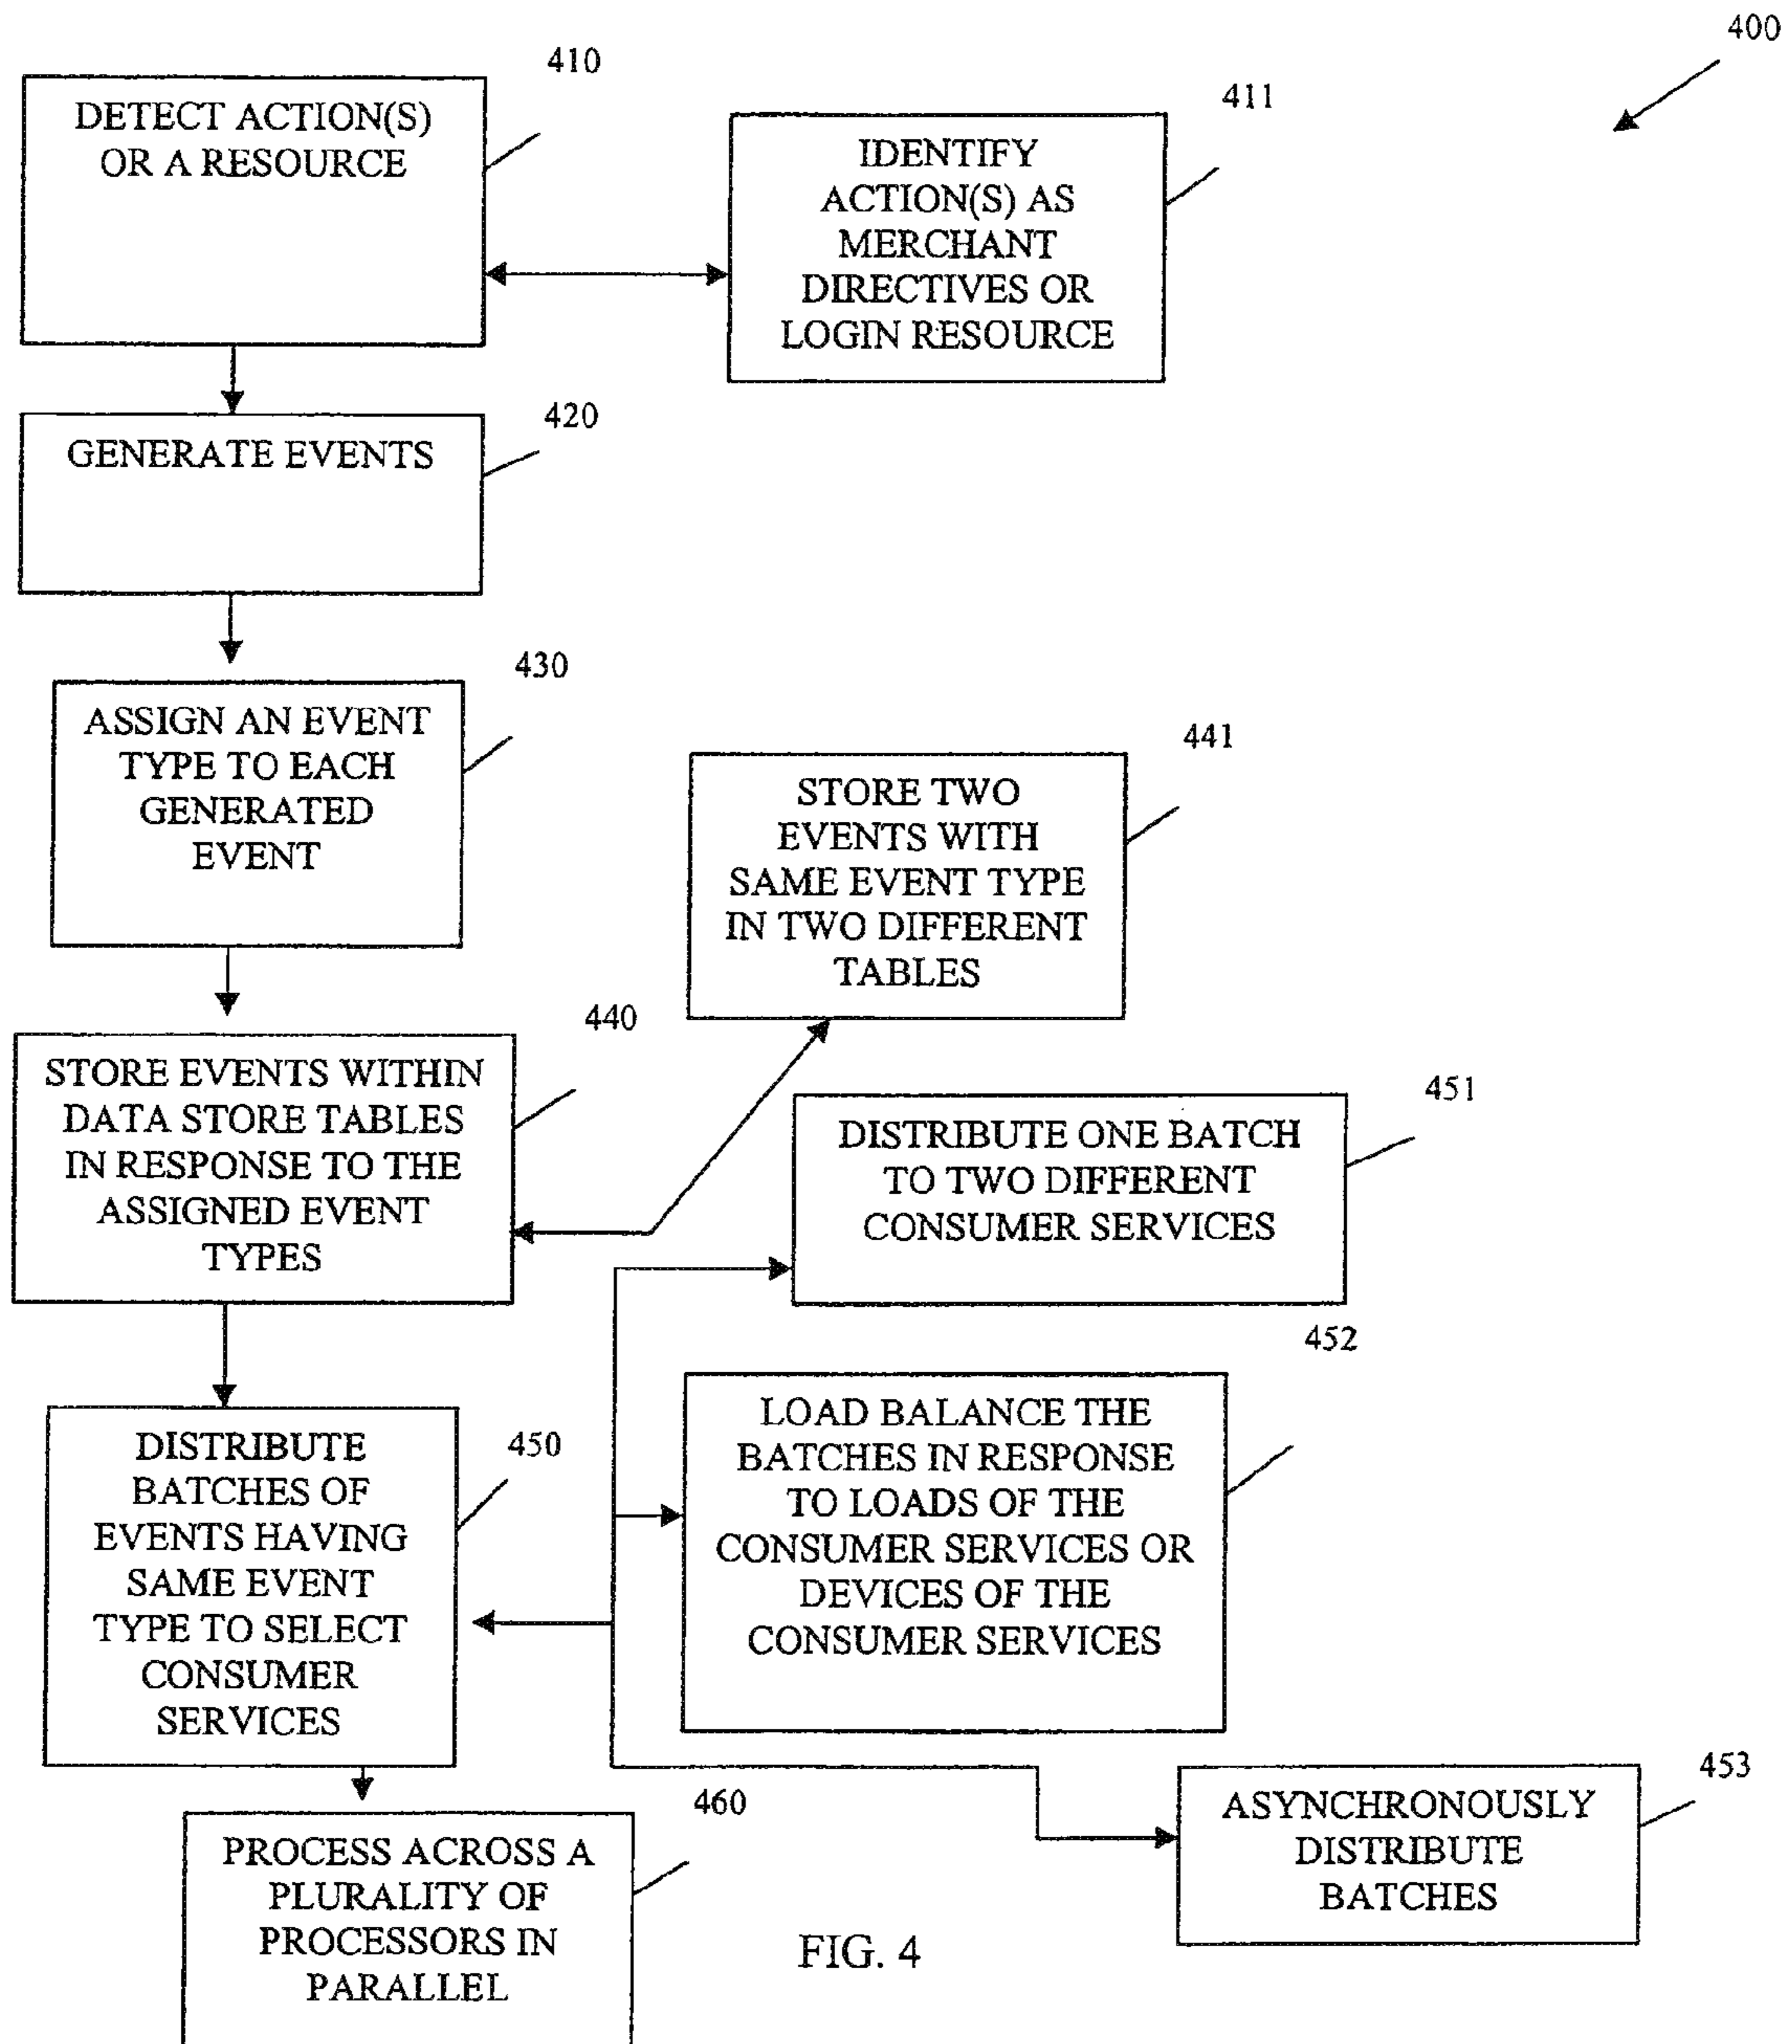 400
410
DETECT ACTION(S)
OR A RESOURCE
411
IDENTIFY
ACTION(S) AS
MERCHANT
DIRECTIVES OR
LOGIN RESOURCE
420
GENERATE EVENTS
430
ASSIGN AN EVENT
TYPE TO EACH
GENERATED
EVENT
441
STORE TWO
EVENTS WITH
SAME EVENT TYPE
IN TWO DIFFERENT
TABLES
440
STORE EVENTS WITHIN
DATA STORE TABLES
IN RESPONSE TO THE
ASSIGNED EVENT
TYPES
451
DISTRIBUTE ONE BATCH
TO TWO DIFFERENT
CONSUMER SERVICES
452
LOAD BALANCE THE
BATCHES IN RESPONSE
TO LOADS OF THE
CONSUMER SERVICES OR
DEVICES OF THE
CONSUMER SERVICES
450
DISTRIBUTE
BATCHES OF
EVENTS HAVING
SAME EVENT
TYPE TO SELECT
CONSUMER
SERVICES
453
ASYNCHRONOUSLY
DISTRIBUTE
BATCHES
460
PROCESS ACROSS A
PLURALITY OF
PROCESSORS IN
PARALLEL
FIG. 4